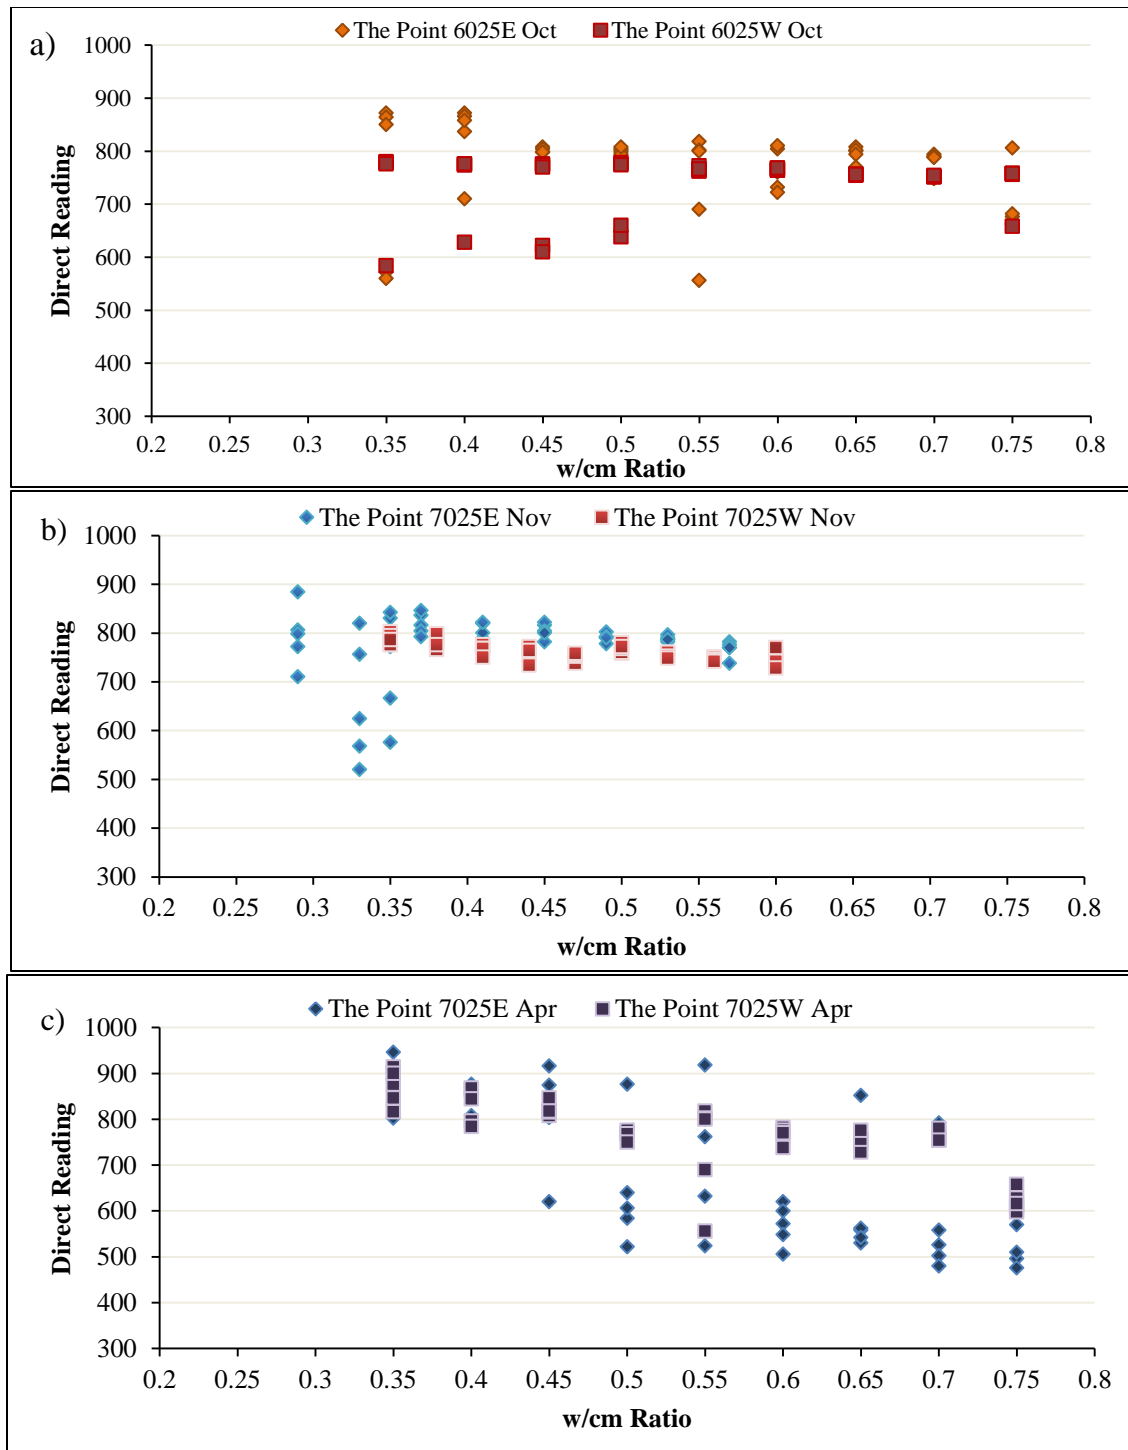 a)
The Point 6025E Oct The Point 6025W Oct
Direct Reading
1000
900
800
700
600
500
400
300
0.2 0.25 0.3 0.35 0.4 0.45 0.5 0.55 0.6 0.65 0.7 0.75 0.8
w/cm Ratio
b)
The Point 7025E Nov The Point 7025W Nov
Direct Reading
1000
900
800
700
600
500
400
300
0.2 0.25 0.3 0.35 0.4 0.45 0.5 0.55 0.6 0.65 0.7 0.75 0.8
w/cm Ratio
c)
The Point 7025E Apr The Point 7025W Apr
Direct Reading
1000
900
800
700
600
500
400
300
0.2 0.25 0.3 0.35 0.4 0.45 0.5 0.55 0.6 0.65 0.7 0.75 0.8
w/cm Ratio